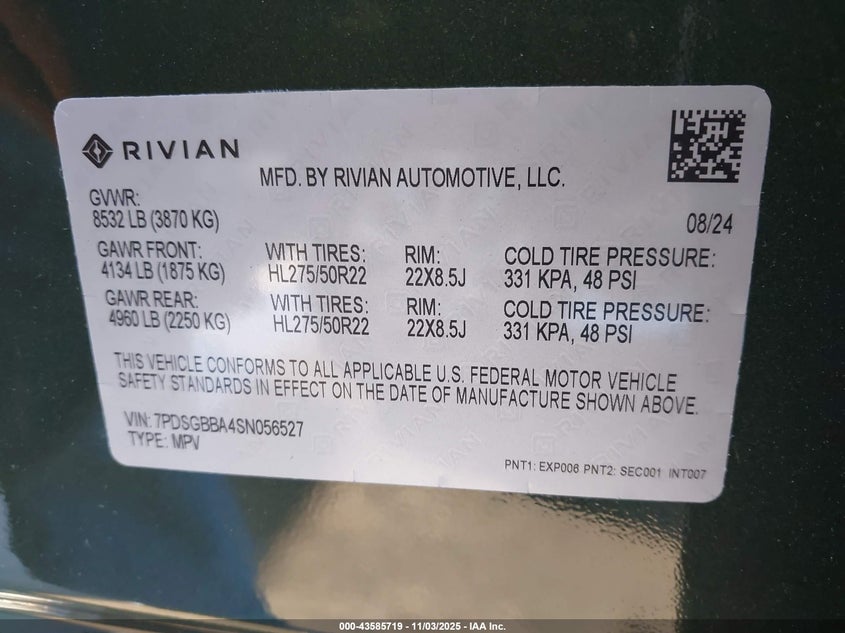 RIVIAN
MFD. BY RIVIAN AUTOMOTIVE, LLC.
GVWR:
8532 LB (3870 KG)
08/24
GAWR FRONT: WITH TIRES: RIM: COLD TIRE PRESSURE:
4134 LB (1875 KG) HL275/50R22 22X8.5J 331 KPA, 48 PSI
GAWR REAR: WITH TIRES: RIM: COLD TIRE PRESSURE:
4960 LB (2250 KG) HL275/50R22 22X8.5J 331 KPA, 48 PSI
THIS VEHICLE CONFORMS TO ALL APPLICABLE U.S. FEDERAL MOTOR VEHICLE
SAFETY STANDARDS IN EFFECT ON THE DATE OF MANUFACTURE SHOWN ABOVE.
VIN: 7PDSGBBA4SN056527
TYPE: MPV
PNT1: EXP006 PNT2: SEC001 INT007
000-43585719 - 11/03/2025 - IAA Inc.